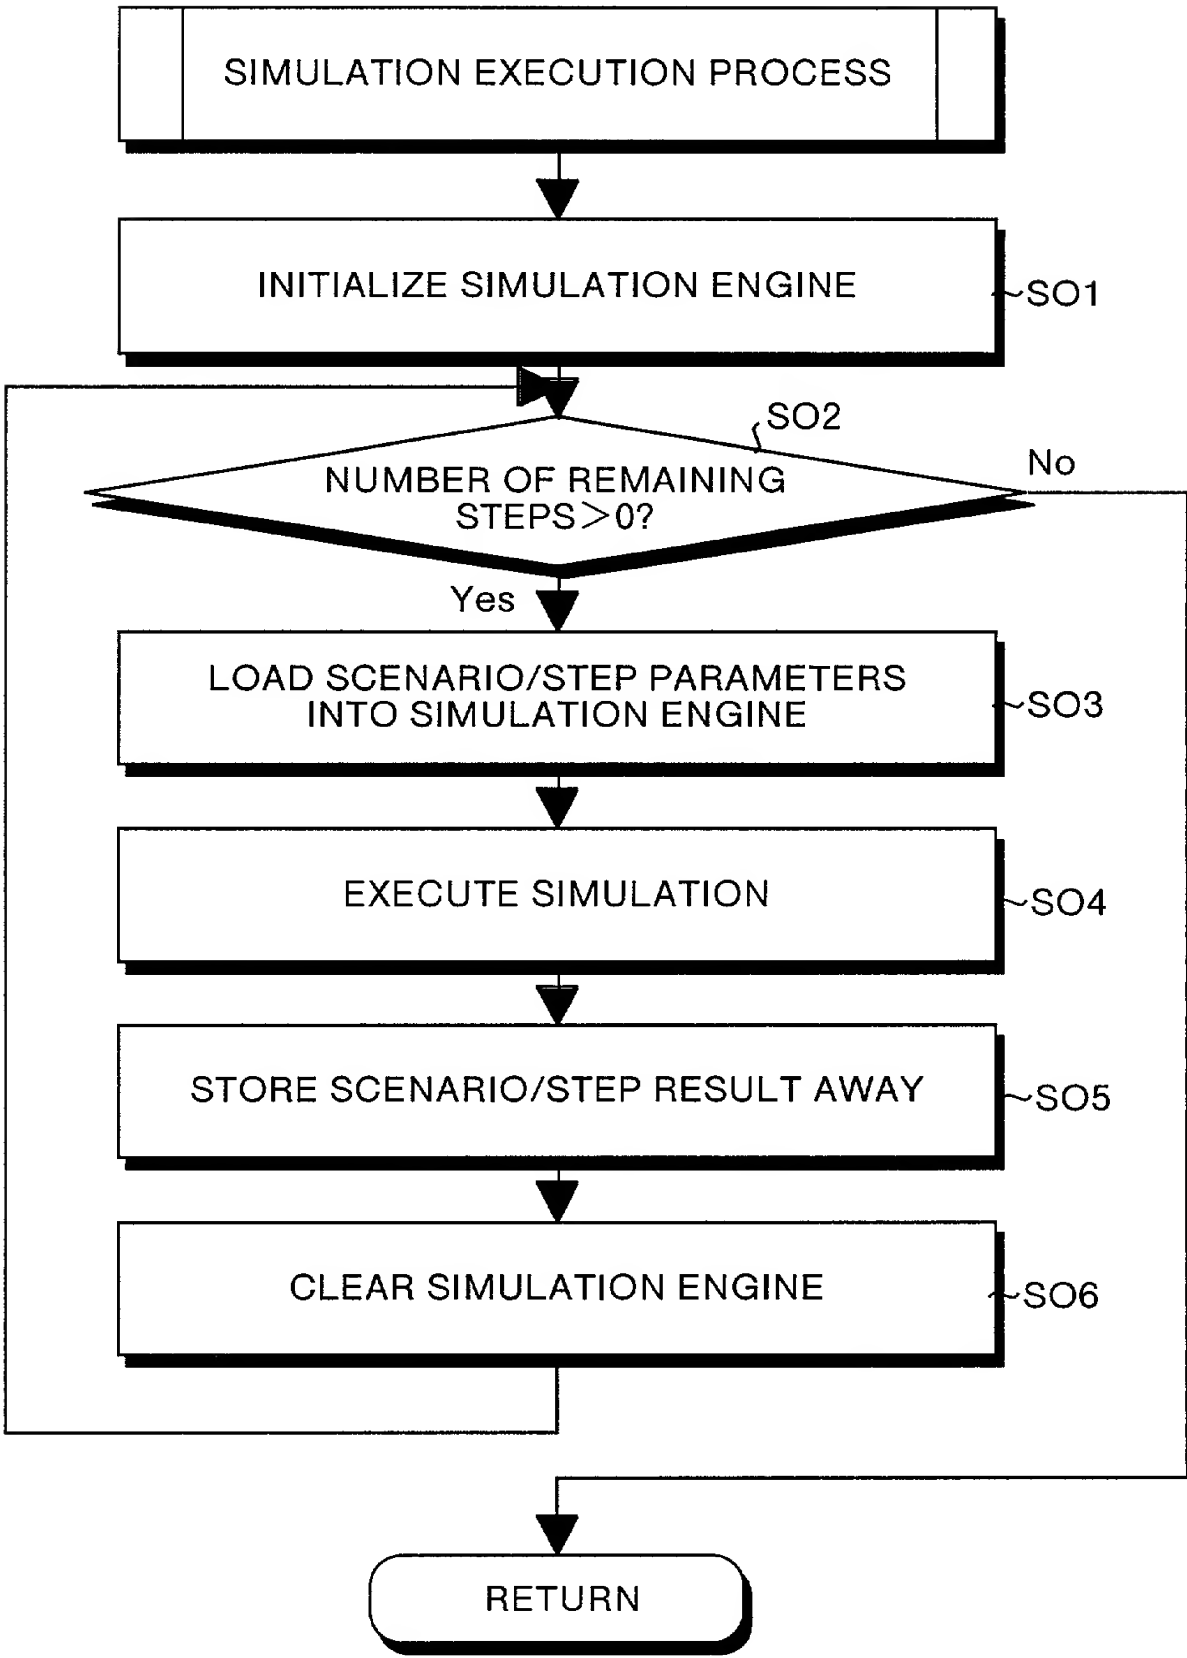 SIMULATION EXECUTION PROCESS
INITIALIZE SIMULATION ENGINE
SO1
SO2
No
NUMBER OF REMAINING
STEPS>0?
Yes
LOAD SCENARIO/STEP PARAMETERS
INTO SIMULATION ENGINE
SO3
EXECUTE SIMULATION
SO4
STORE SCENARIO/STEP RESULT AWAY
SO5
CLEAR SIMULATION ENGINE
SO6
RETURN